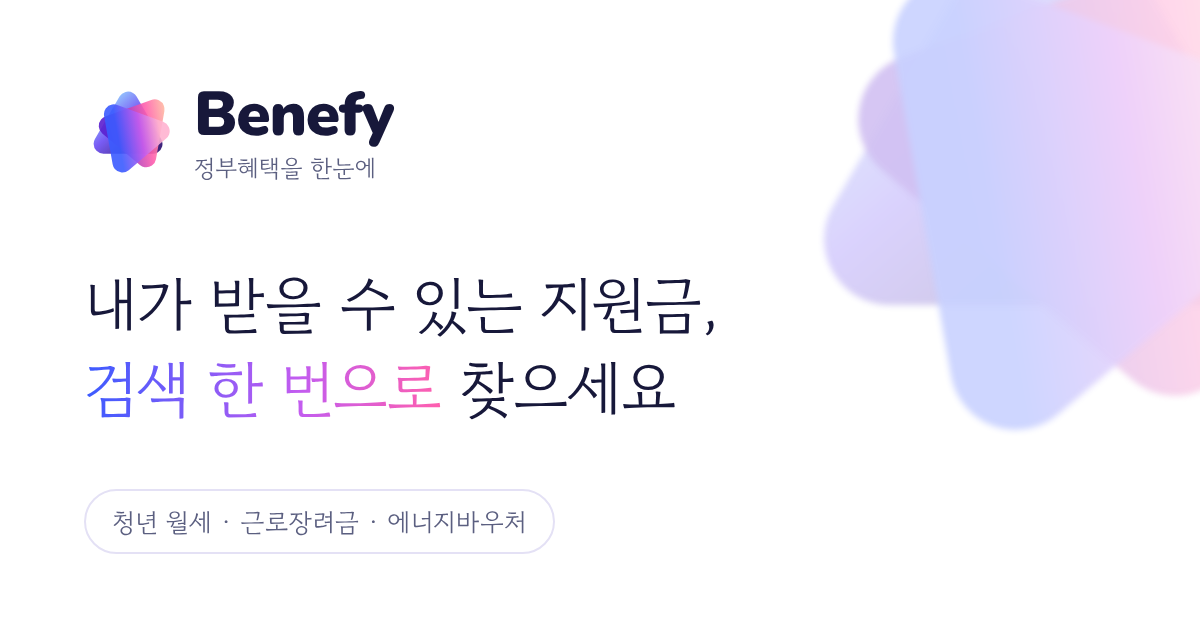 Benefy
정부혜택을 한눈에
내가 받을 수 있는 지원금,
검색 한 번으로 찾으세요
청년 월세 · 근로장려금 · 에너지바우처